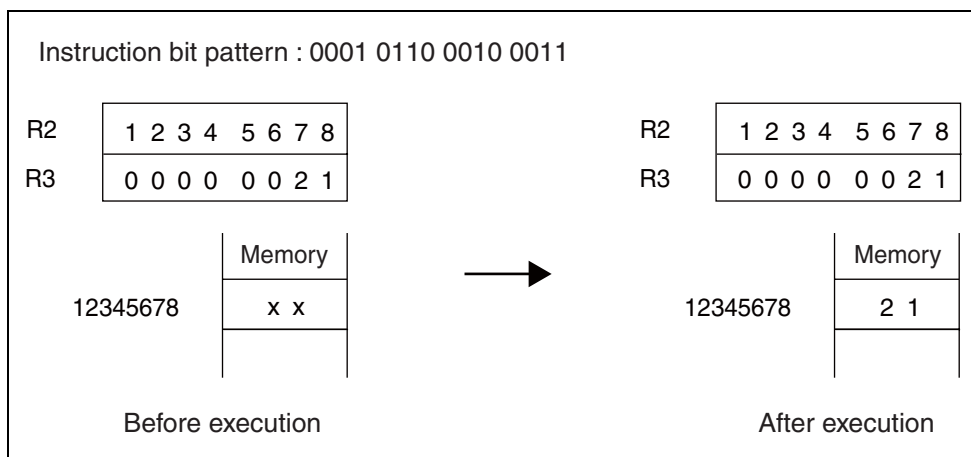 Instruction bit pattern : 0001 0110 0010 0011
R2 1 2 3 4 5 6 7 8 R2 1 2 3 4 5 6 7 8
R3 0 0 0 0 0 0 2 1 R3 0 0 0 0 0 0 2 1
Memory Memory
12345678 x x 12345678 2 1
Before execution After execution